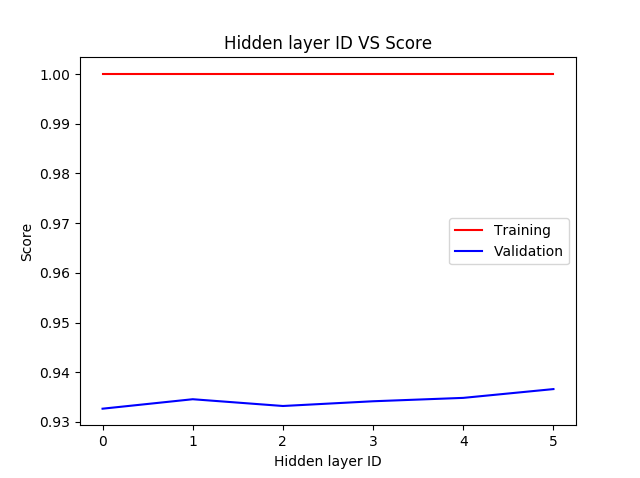 Hidden layer ID VS Score
Score
1.00
0.99
0.98
0.97
0.96
0.95
0.94
0.93
Training
Validation
0 1 2 3 4 5
Hidden layer ID